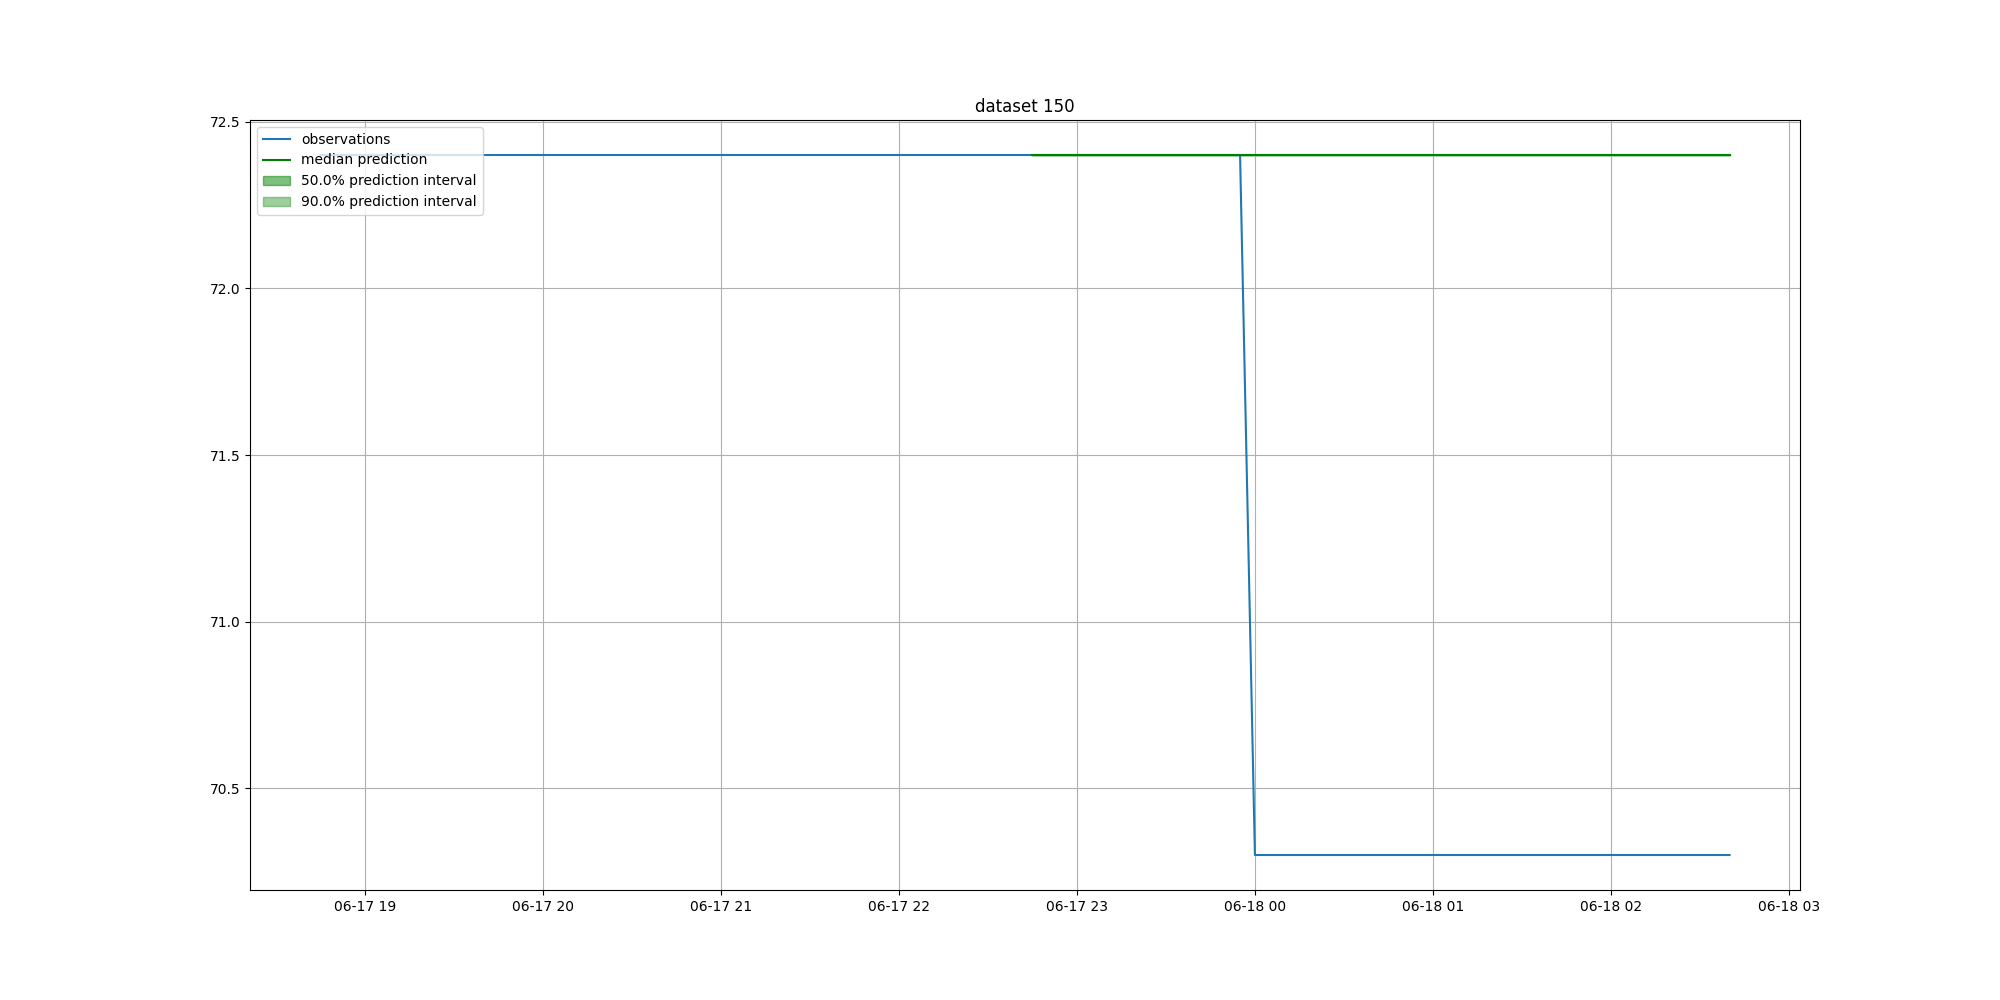 dataset 150
72.5
observations
median prediction
50.0% prediction interval
90.0% prediction interval
72.0
71.5
71.0
70.5
06-17 19
06-17 20
06-17 21
06-17 22
06-17 23
06-18 00
06-18 01
06-18 02
06-18 03